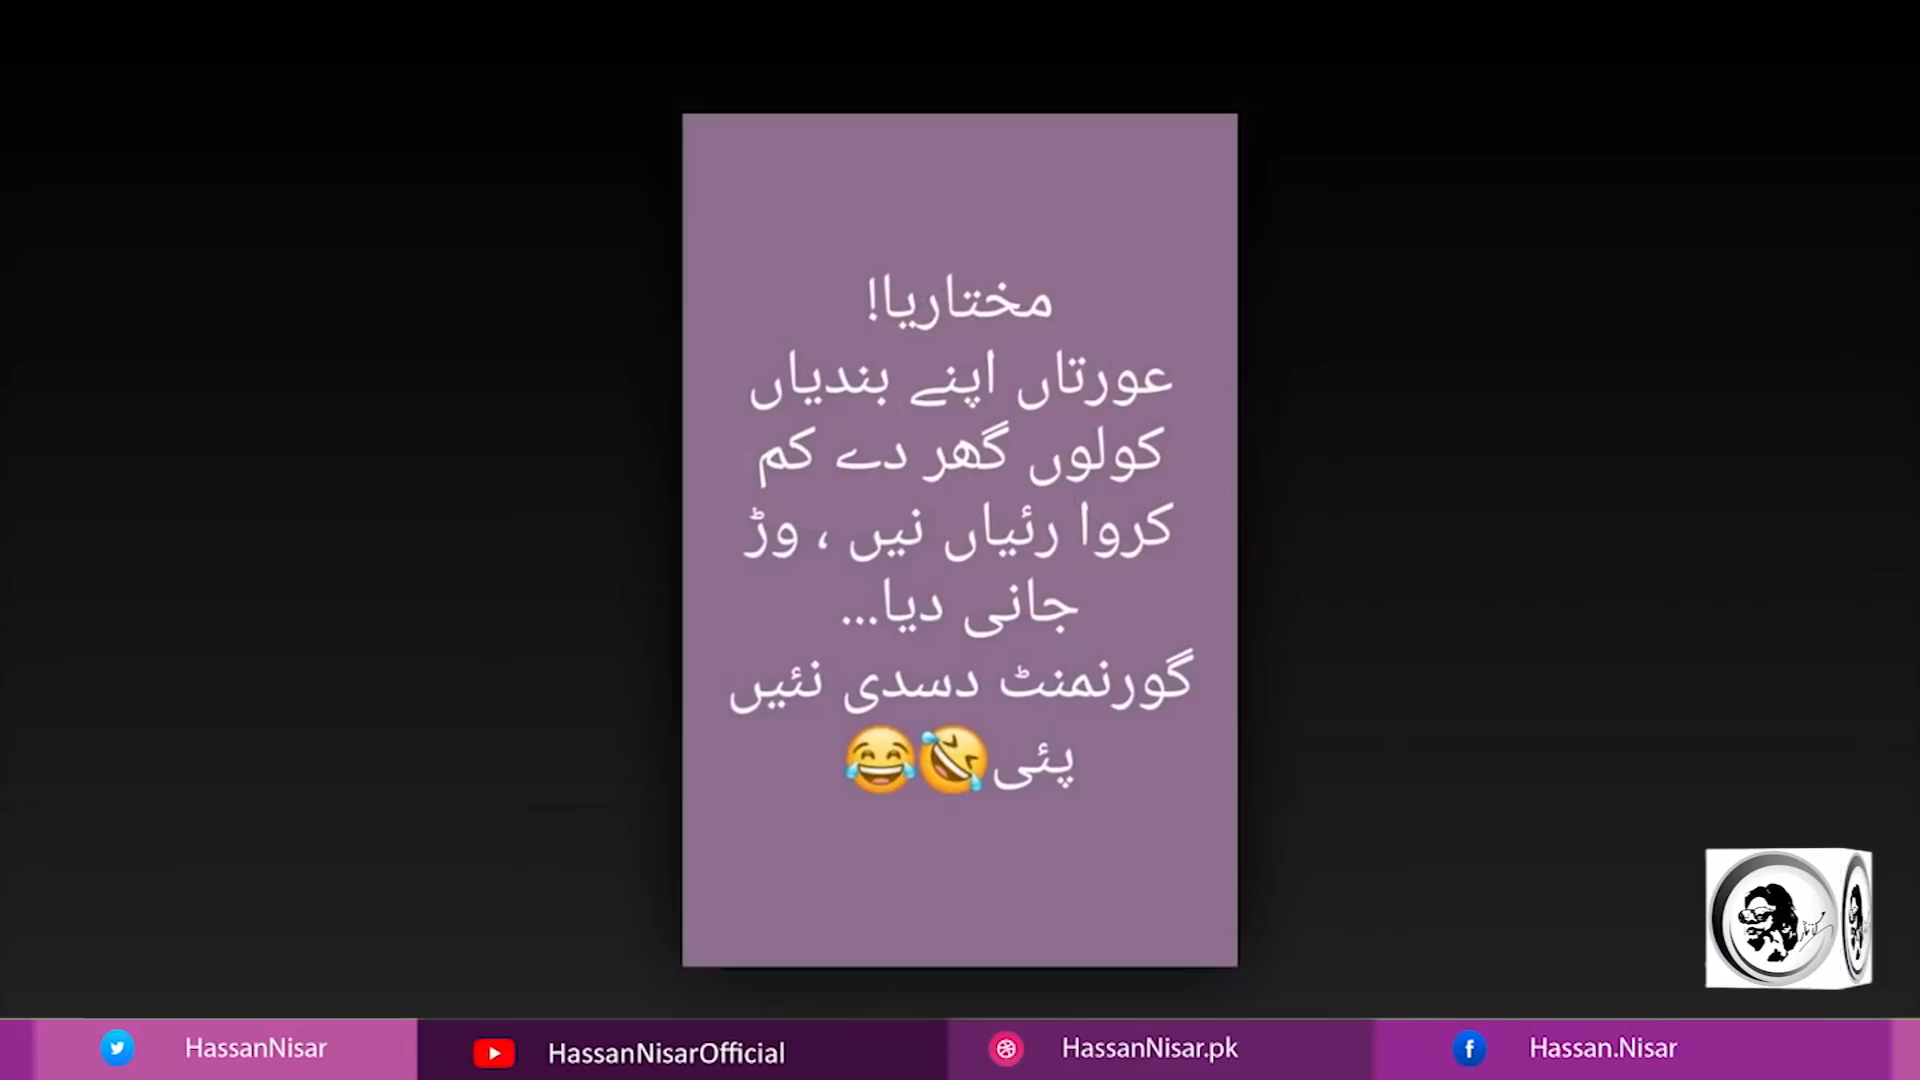 مختاریا!
عورتاں اپنے بندیاں
کولوں گھر دے کم
کروا رئیاں نیں ، وڑ
جانی دیا...
گورنمنٹ دسدی نئیں
پئی🤣😂
HassanNisar
HassanNisarOfficial
HassanNisar.pk
Hassan.Nisar